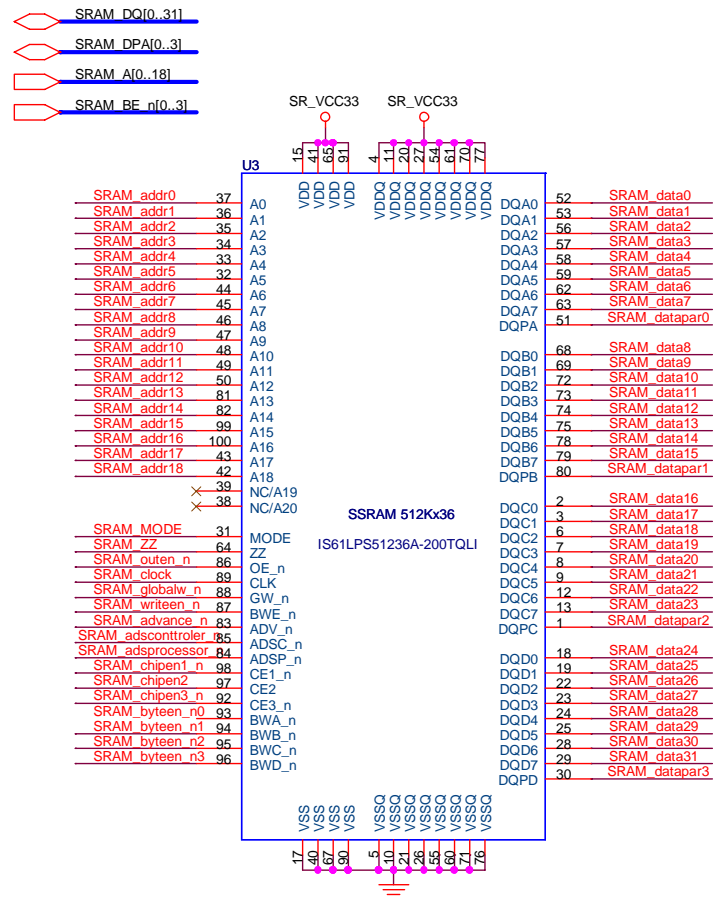 SRAM_DQ[0..31]
SRAM_DPA[0..3]
SRAM_A[0..18]
SRAM_BE_n[0..3]
SR_VCC33 SR_VCC33
15 41 65 91 4 11 20 27 54 61 70 77
U3
VDD VDD VDD VDD VDDQ VDDQ VDDQ VDDQ VDDQ VDDQ VDDQ VDDQ
SRAM_addr0 37 A0 DQA0 52 SRAM_data0
SRAM_addr1 36 A1 DQA1 53 SRAM_data1
SRAM_addr2 35 A2 DQA2 56 SRAM_data2
SRAM_addr3 34 A3 DQA3 57 SRAM_data3
SRAM_addr4 33 A4 DQA4 58 SRAM_data4
SRAM_addr5 32 A5 DQA5 59 SRAM_data5
SRAM_addr6 44 A6 DQA6 62 SRAM_data6
SRAM_addr7 45 A7 DQA7 63 SRAM_data7
SRAM_addr8 46 A8 DQPA 51 SRAM_datapar0
SRAM_addr9 47 A9
SRAM_addr10 48 A10 DQB0 68 SRAM_data8
SRAM_addr11 49 A11 DQB1 69 SRAM_data9
SRAM_addr12 50 A12 DQB2 72 SRAM_data10
SRAM_addr13 81 A13 DQB3 73 SRAM_data11
SRAM_addr14 82 A14 DQB4 74 SRAM_data12
SRAM_addr15 99 A15 DQB5 75 SRAM_data13
SRAM_addr16 100 A16 DQB6 78 SRAM_data14
SRAM_addr17 43 A17 DQB7 79 SRAM_data15
SRAM_addr18 42 A18 DQPB 80 SRAM_datapar1
39 NC/A19
38 NC/A20 DQC0 2 SRAM_data16
SSRAM 512Kx36 DQC1 3 SRAM_data17
SRAM_MODE 31 MODE DQC2 6 SRAM_data18
SRAM_ZZ 64 ZZ IS61LPS51236A-200TQLI DQC3 7 SRAM_data19
SRAM_outen_n 86 OE_n DQC4 8 SRAM_data20
SRAM_clock 89 CLK DQC5 9 SRAM_data21
SRAM_globalw_n 88 GW_n DQC6 12 SRAM_data22
SRAM_writeen_n 87 BWE_n DQC7 13 SRAM_data23
SRAM_advance_n 83 ADV_n DQPC 1 SRAM_datapar2
SRAM_adsconttroler_n 85 ADSC_n
SRAM_adsprocessor_n 84 ADSP_n DQD0 18 SRAM_data24
SRAM_chipen1_n 98 CE1_n DQD1 19 SRAM_data25
SRAM_chipen2 97 CE2 DQD2 22 SRAM_data26
SRAM_chipen3_n 92 CE3_n DQD3 23 SRAM_data27
SRAM_byteen_n0 93 BWA_n DQD4 24 SRAM_data28
SRAM_byteen_n1 94 BWB_n DQD5 25 SRAM_data29
SRAM_byteen_n2 95 BWC_n DQD6 28 SRAM_data30
SRAM_byteen_n3 96 BWD_n DQD7 29 SRAM_data31
DQPD 30 SRAM_datapar3
VSS VSS VSS VSS VSSQ VSSQ VSSQ VSSQ VSSQ VSSQ VSSQ VSSQ
17 40 67 90 5 10 21 26 55 60 71 76